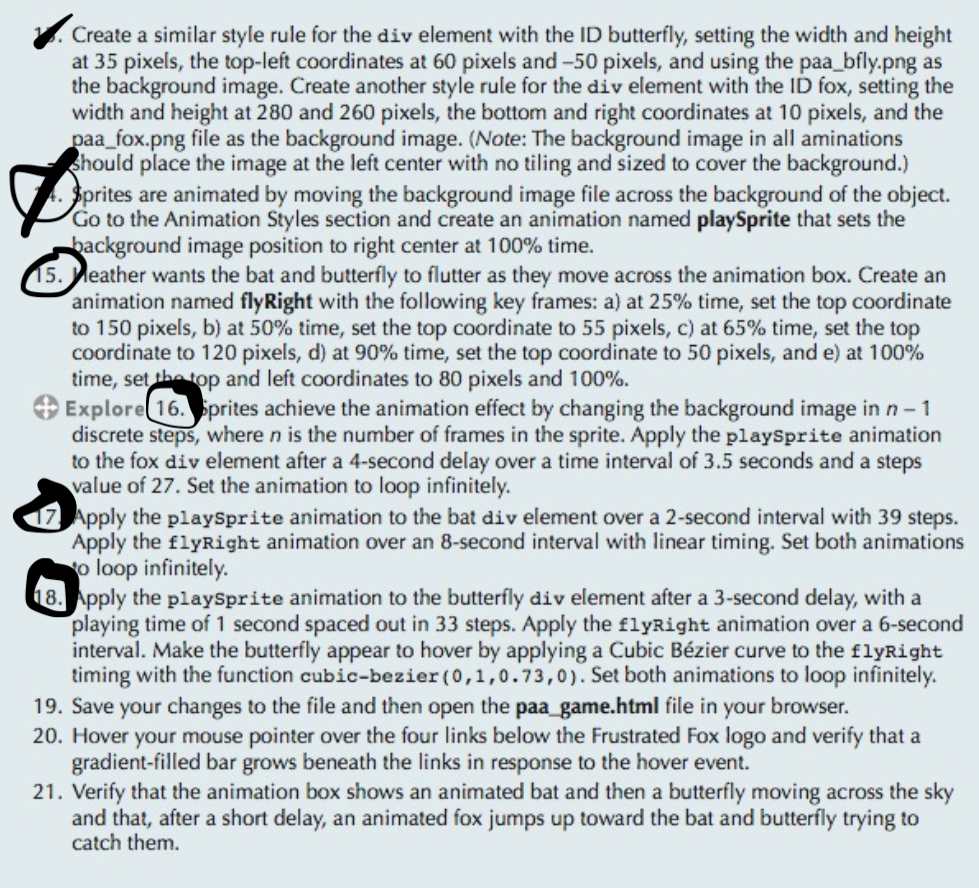 13. Create a similar style rule for the div element with the ID butterfly, setting the width and height
at 35 pixels, the top-left coordinates at 60 pixels and –50 pixels, and using the paa_bfly.png as
the background image. Create another style rule for the div element with the ID fox, setting the
width and height at 280 and 260 pixels, the bottom and right coordinates at 10 pixels, and the
paa_fox.png file as the background image. (Note: The background image in all aminations
should place the image at the left center with no tiling and sized to cover the background.)
14. Sprites are animated by moving the background image file across the background of the object.
Go to the Animation Styles section and create an animation named playSprite that sets the
background image position to right center at 100% time.
15. Heather wants the bat and butterfly to flutter as they move across the animation box. Create an
animation named flyRight with the following key frames: a) at 25% time, set the top coordinate
to 150 pixels, b) at 50% time, set the top coordinate to 55 pixels, c) at 65% time, set the top
coordinate to 120 pixels, d) at 90% time, set the top coordinate to 50 pixels, and e) at 100%
time, set the top and left coordinates to 80 pixels and 100%.
Explore 16. Sprites achieve the animation effect by changing the background image in n – 1
discrete steps, where n is the number of frames in the sprite. Apply the playSprite animation
to the fox div element after a 4-second delay over a time interval of 3.5 seconds and a steps
value of 27. Set the animation to loop infinitely.
17. Apply the playSprite animation to the bat div element over a 2-second interval with 39 steps.
Apply the flyRight animation over an 8-second interval with linear timing. Set both animations
to loop infinitely.
18. Apply the playSprite animation to the butterfly div element after a 3-second delay, with a
playing time of 1 second spaced out in 33 steps. Apply the flyRight animation over a 6-second
interval. Make the butterfly appear to hover by applying a Cubic Bézier curve to the flyRight
timing with the function cubic-bezier(0,1,0.73,0). Set both animations to loop infinitely.
19. Save your changes to the file and then open the paa_game.html file in your browser.
20. Hover your mouse pointer over the four links below the Frustrated Fox logo and verify that a
gradient-filled bar grows beneath the links in response to the hover event.
21. Verify that the animation box shows an animated bat and then a butterfly moving across the sky
and that, after a short delay, an animated fox jumps up toward the bat and butterfly trying to
catch them.